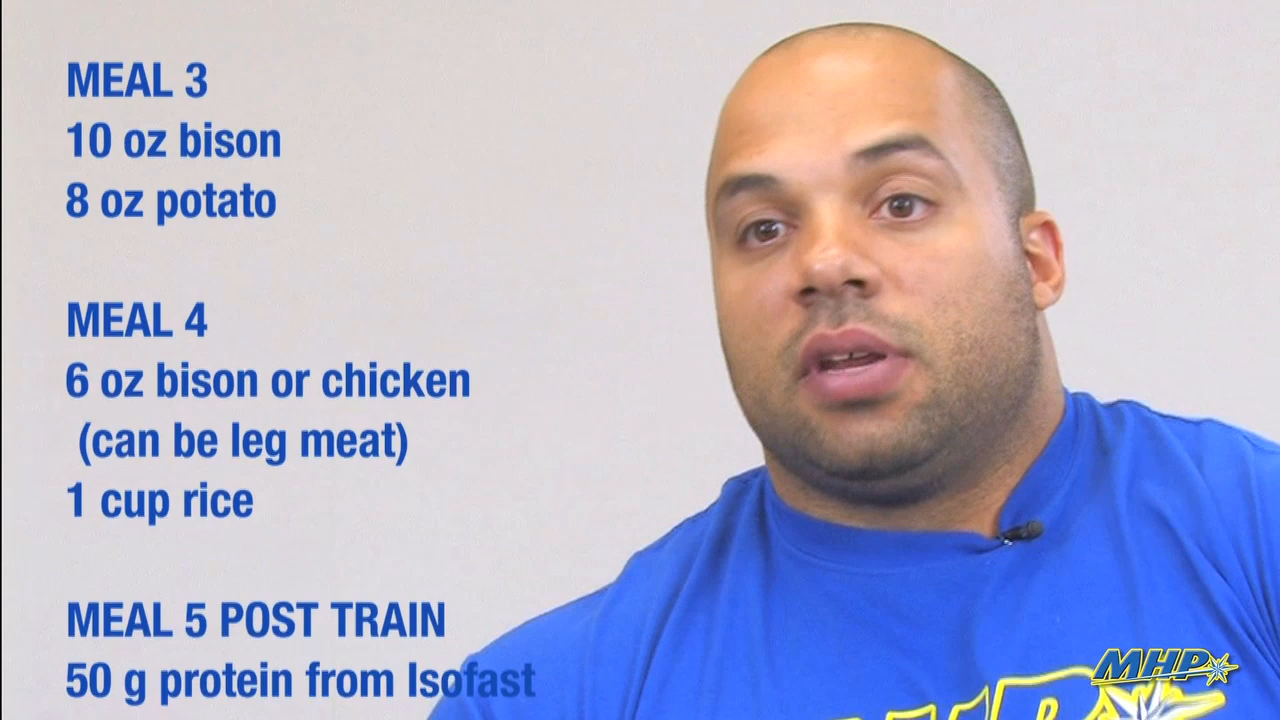 MEAL 3
10 oz bison
8 oz potato
MEAL 4
6 oz bison or chicken
(can be leg meat)
1 cup rice
MEAL 5 POST TRAIN
50 g protein from Isofast
MHP